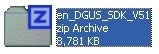 Z
en_DGUS_SDK_V51
zip Archive
8,781 KB